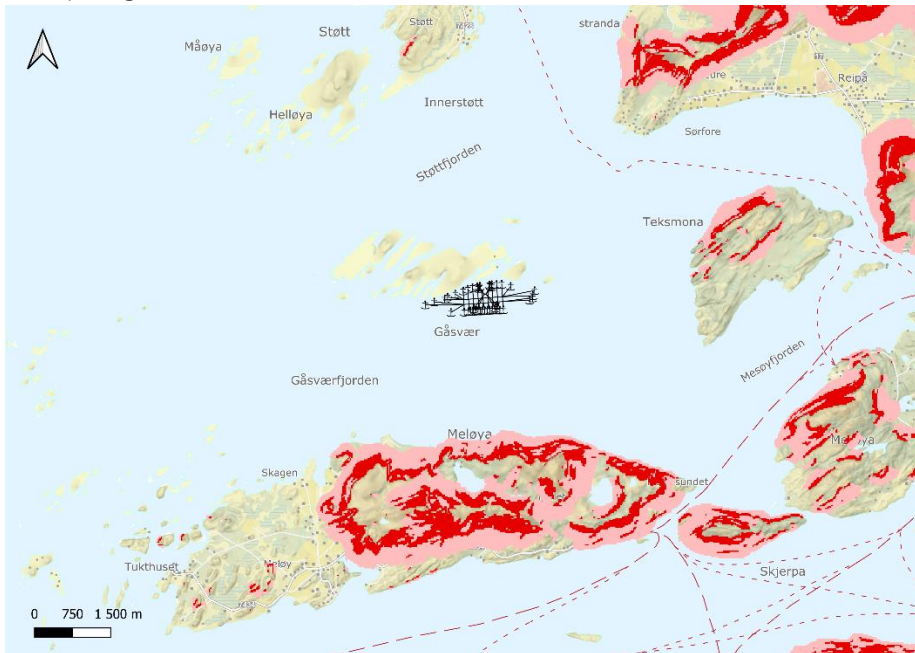 Støtt
Støtt
stranda
Måøya
Reipå
Innerstøtt
Helløya
Sørfore
Støttfjorden
Teksmona
Gåsvær
Mesøyfjorden
Gåsværfjorden
Meløya
Skagen
sundet
Tukthuset
Meløy
Skjerpa
0 750 1 500 m